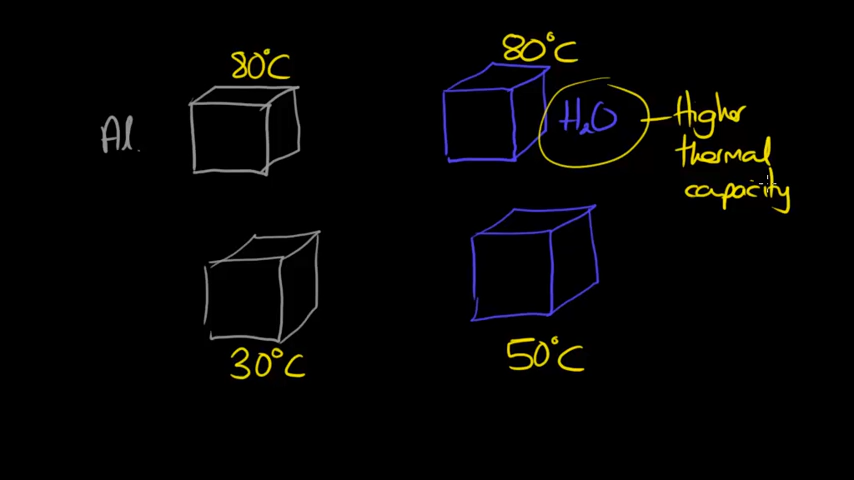 80°C
80°C
Al.
H₂O
Higher
thermal
capacity
30°C
50°C